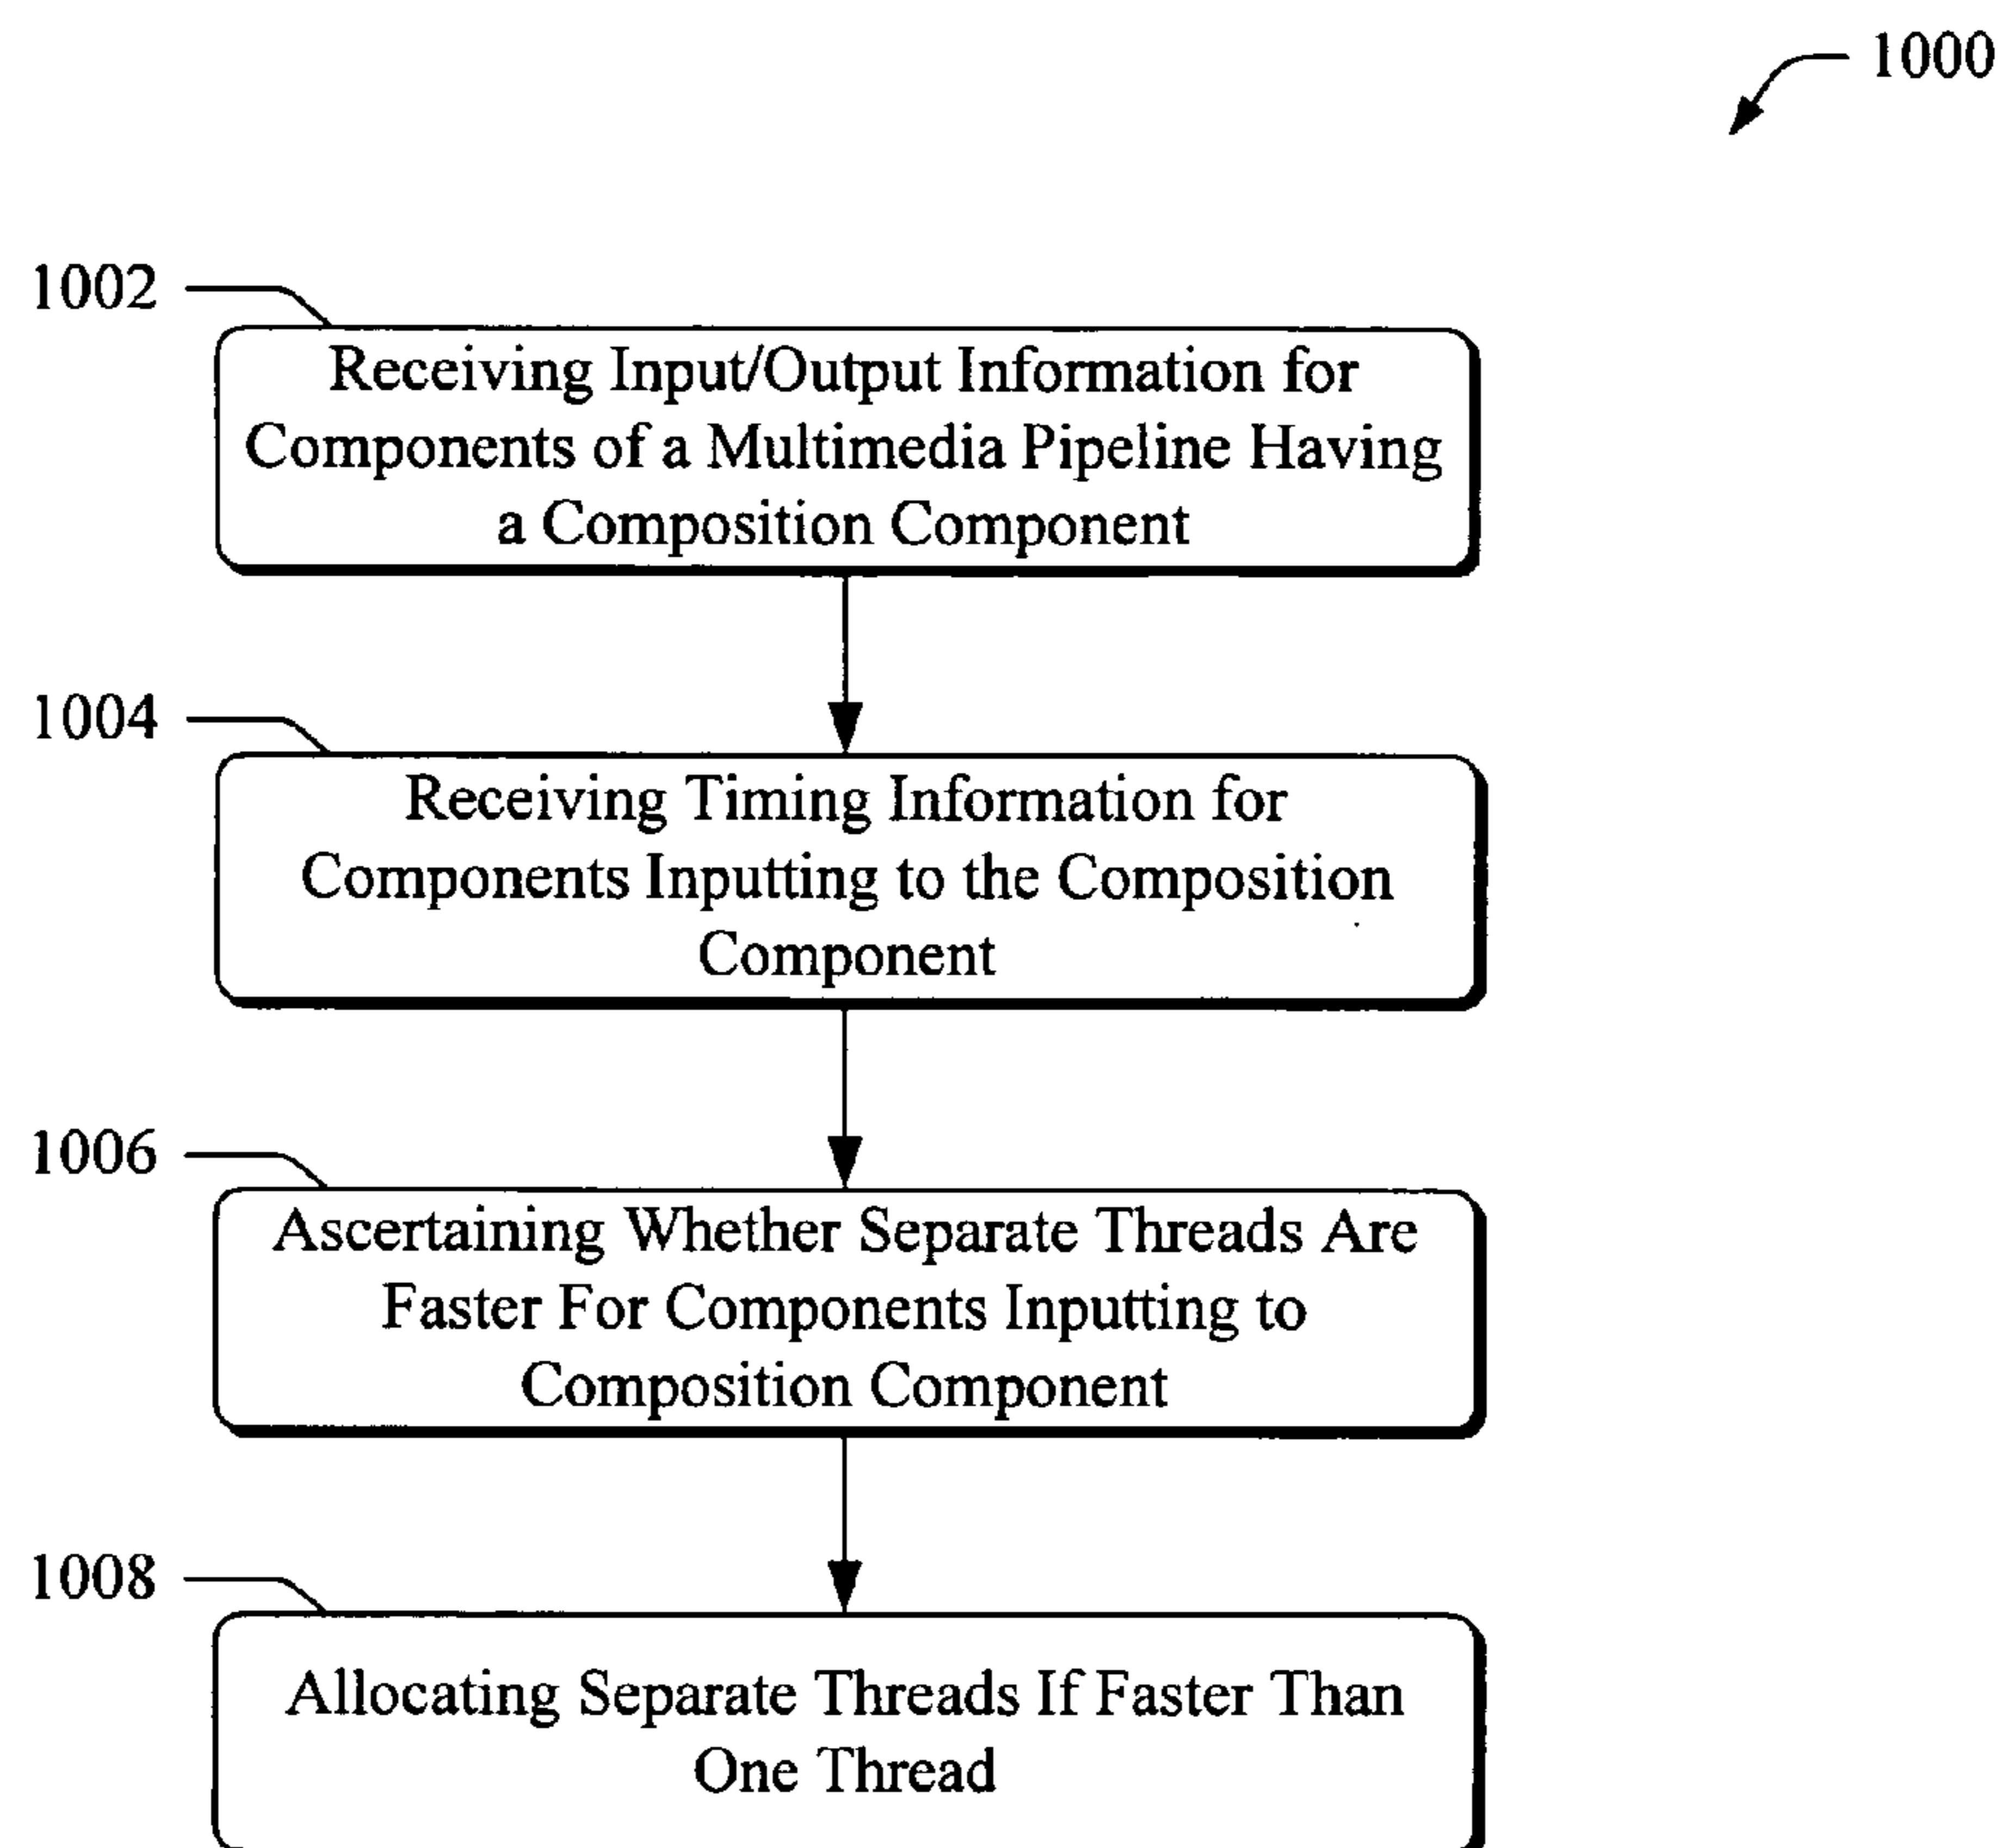 1000
1002
Receiving Input/Output Information for
Components of a Multimedia Pipeline Having
a Composition Component
1004
Receiving Timing Information for
Components Inputting to the Composition
Component
1006
Ascertaining Whether Separate Threads Are
Faster For Components Inputting to
Composition Component
1008
Allocating Separate Threads If Faster Than
One Thread